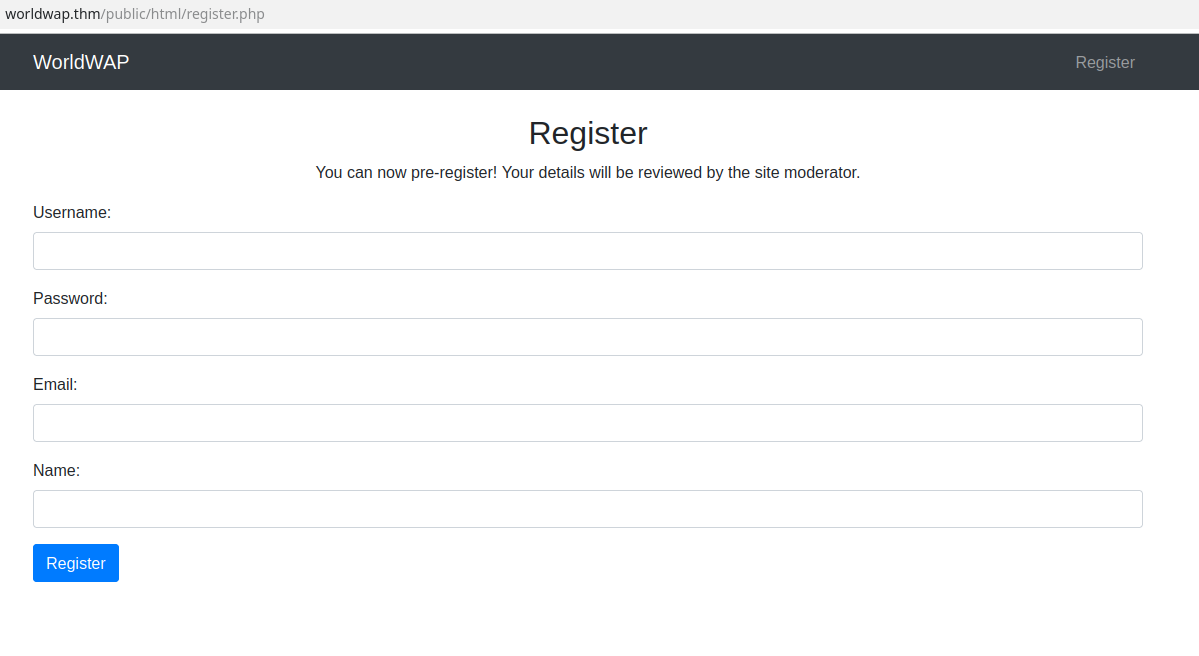 worldwap.thm/public/html/register.php
WorldWAP Register
Register
You can now pre-register! Your details will be reviewed by the site moderator.
Username:
Password:
Email:
Name:
Register